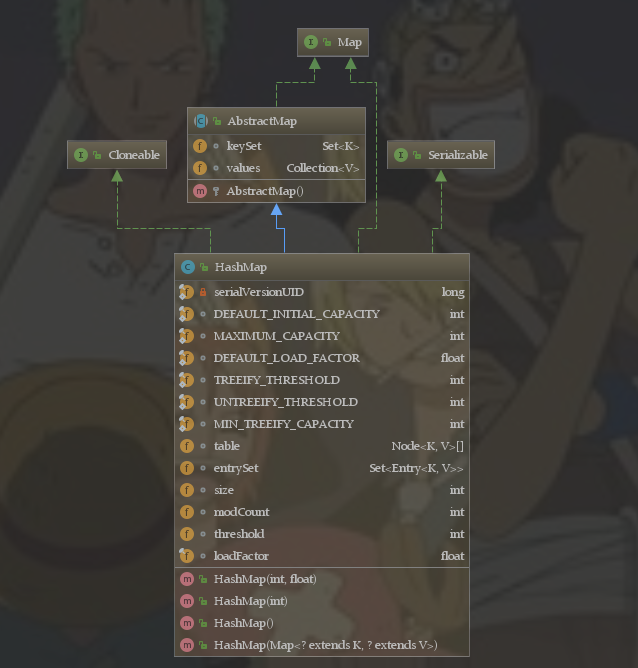 Map
AbstractMap
keySet Set<K>
values Collection<V>
AbstractMap()
Cloneable
Serializable
HashMap
serialVersionUID long
DEFAULT_INITIAL_CAPACITY int
MAXIMUM_CAPACITY int
DEFAULT_LOAD_FACTOR float
TREEIFY_THRESHOLD int
UNTREEIFY_THRESHOLD int
MIN_TREEIFY_CAPACITY int
table Node<K, V>[]
entrySet Set<Entry<K, V>>
size int
modCount int
threshold int
loadFactor float
HashMap(int, float)
HashMap(int)
HashMap()
HashMap(Map<? extends K, ? extends V>)